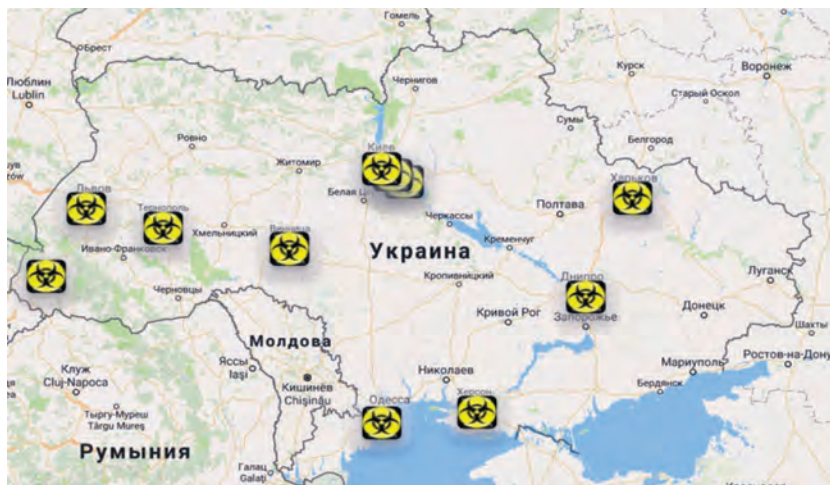 Гомель
Брест
Люблин
Lublin
Чернигов
Курск
Воронеж
Старый Оскол
Сумы
Ровно
Белгород
Киев
Житомир
Львов
Белая Ц
Харьков
Тернополь
Полтава
Хмельницкий
Винница
Черкассы
Ивано-Франковск
Украина
Кременчуг
Кропивницкий
Днипро
Луганск
Черновцы
Кривой Рог
Запорожье
Донецк
Шахты
Молдова
Клуж
Cluj-Napoca
Яссы
Iași
Николаев
Мариуполь
Ростов-на-Дону
Кишинёв
Chișinău
Одесса
Херсон
Бердянск
Тыргу-Муреш
Târgu Mureș
Румыния
Галац
Galați